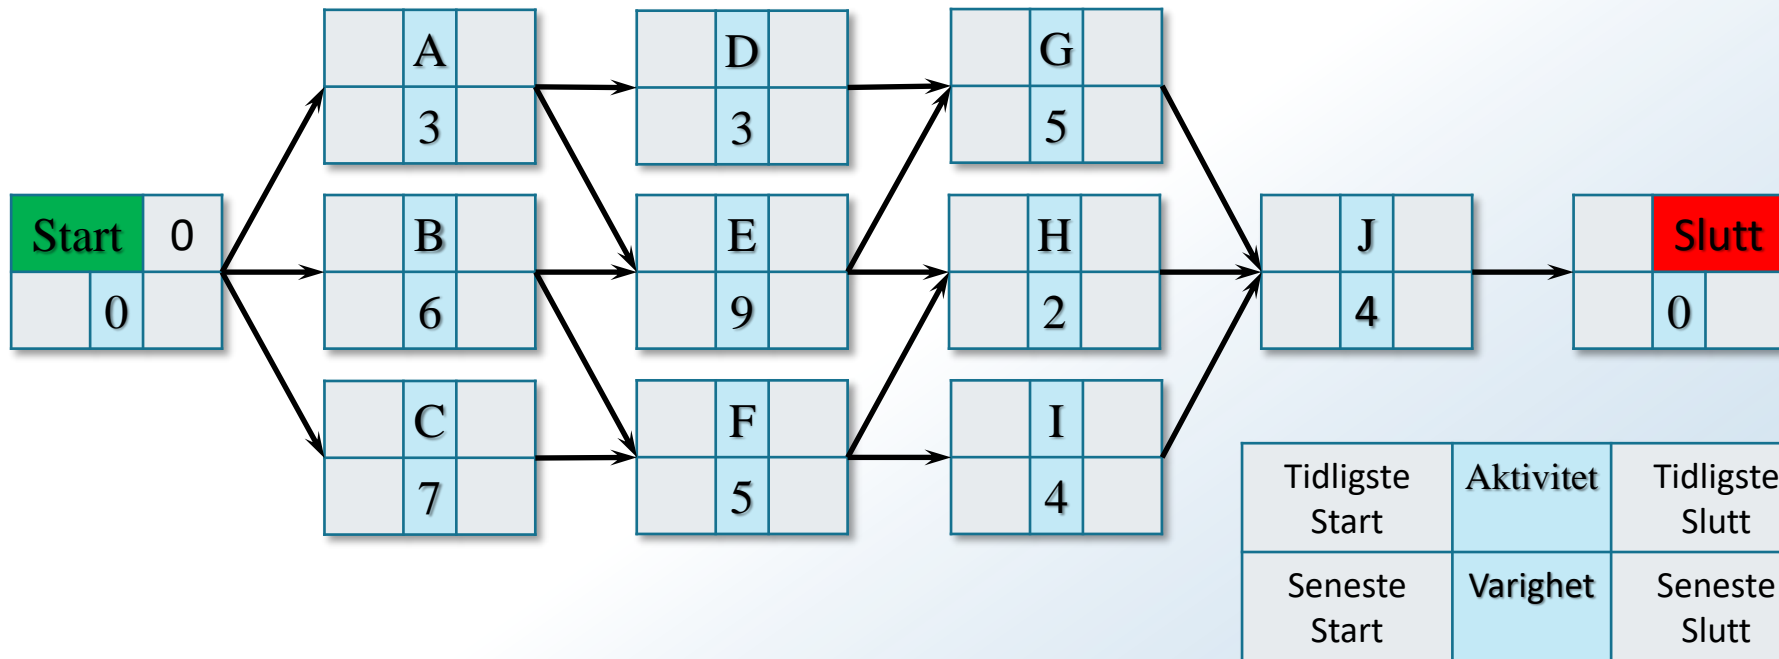 A
3
D
3
G
5
Start 0
0
B
6
E
9
H
2
J
4
Slutt
0
C
7
F
5
I
4
Tidligste
Start
Aktivitet
Tidligste
Slutt
Seneste
Start
Varighet
Seneste
Slutt